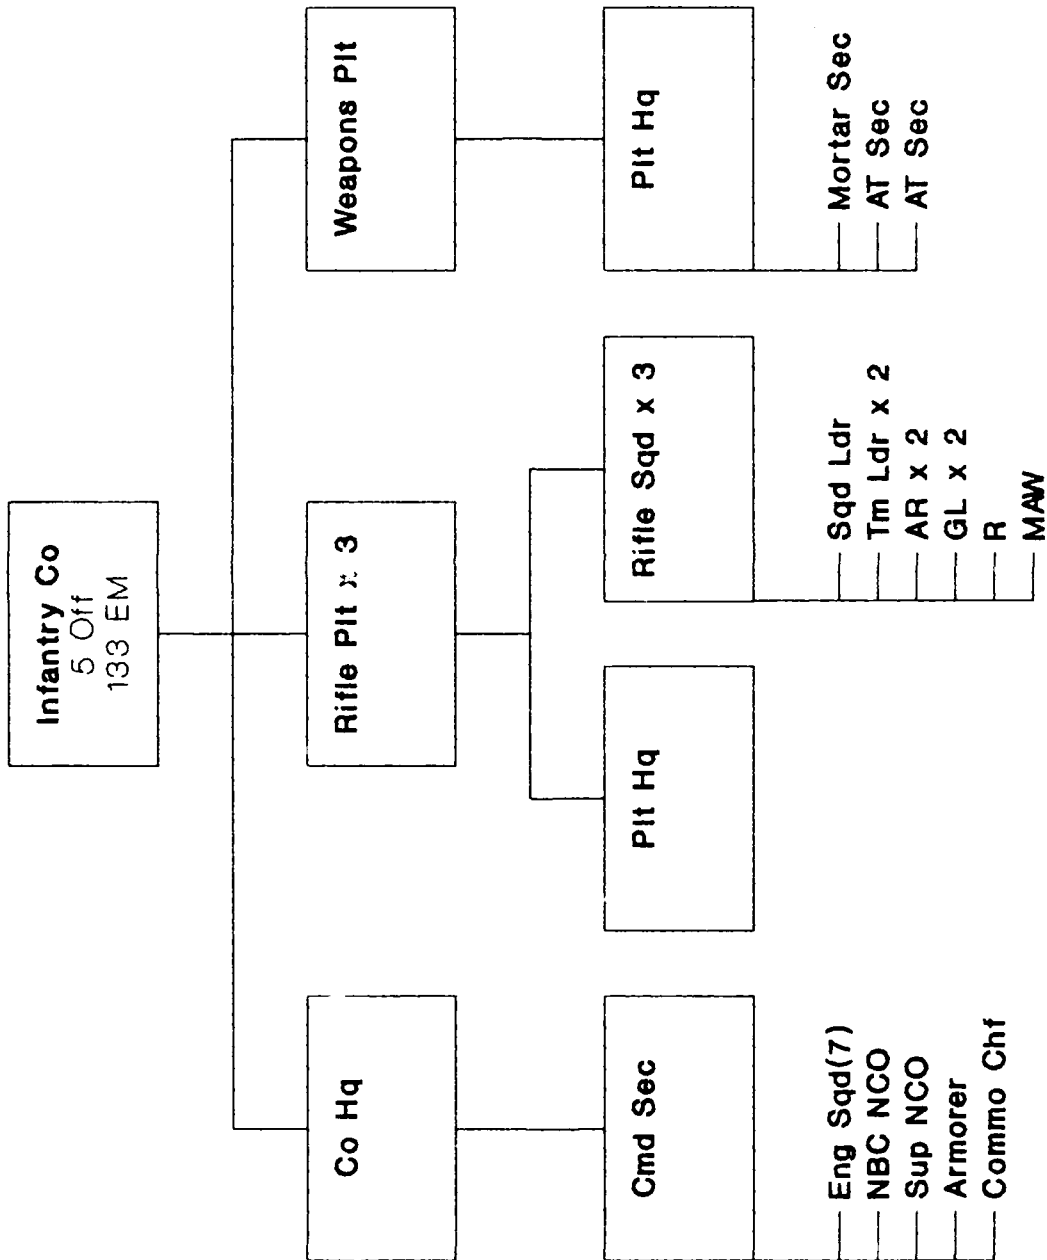 Infantry Co
5 Off
133 EM
Co Hq
Rifle Plt x 3
Weapons Plt
Cmd Sec
Plt Hq
Rifle Sqd x 3
Plt Hq
Eng Sqd(7)
NBC NCO
Sup NCO
Armorer
Commo Chf
Sqd Ldr
Tm Ldr x 2
AR x 2
GL x 2
R
MAW
Mortar Sec
AT Sec
AT Sec